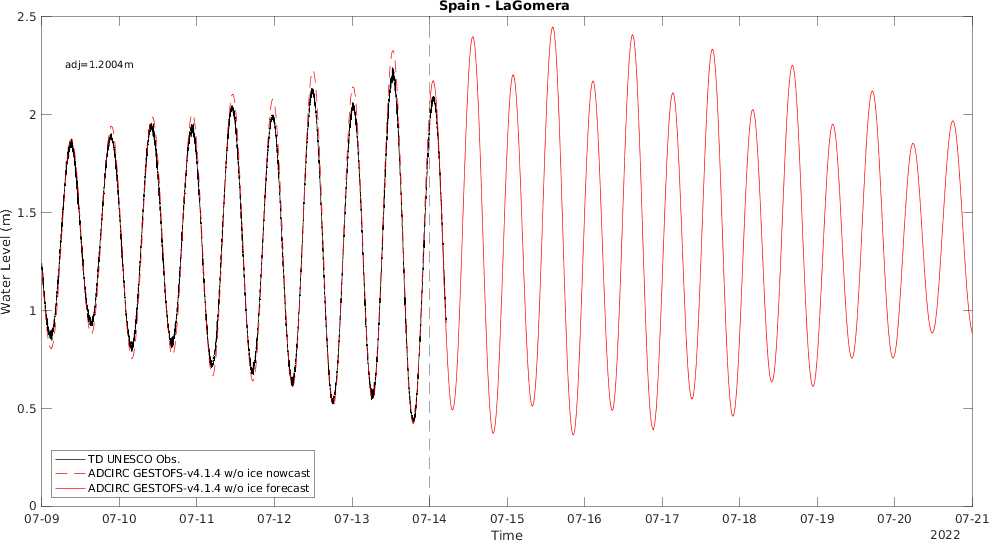 Spain - LaGomera
2.5
adj=1.2004m
2
1.5
Water Level (m)
1
0.5
TD UNESCO Obs.
ADCIRC GESTOFS-v4.1.4 w/o ice nowcast
ADCIRC GESTOFS-v4.1.4 w/o ice forecast
0
07-09 07-10 07-11 07-12 07-13 07-14 07-15 07-16 07-17 07-18 07-19 07-20 07-21
Time
2022